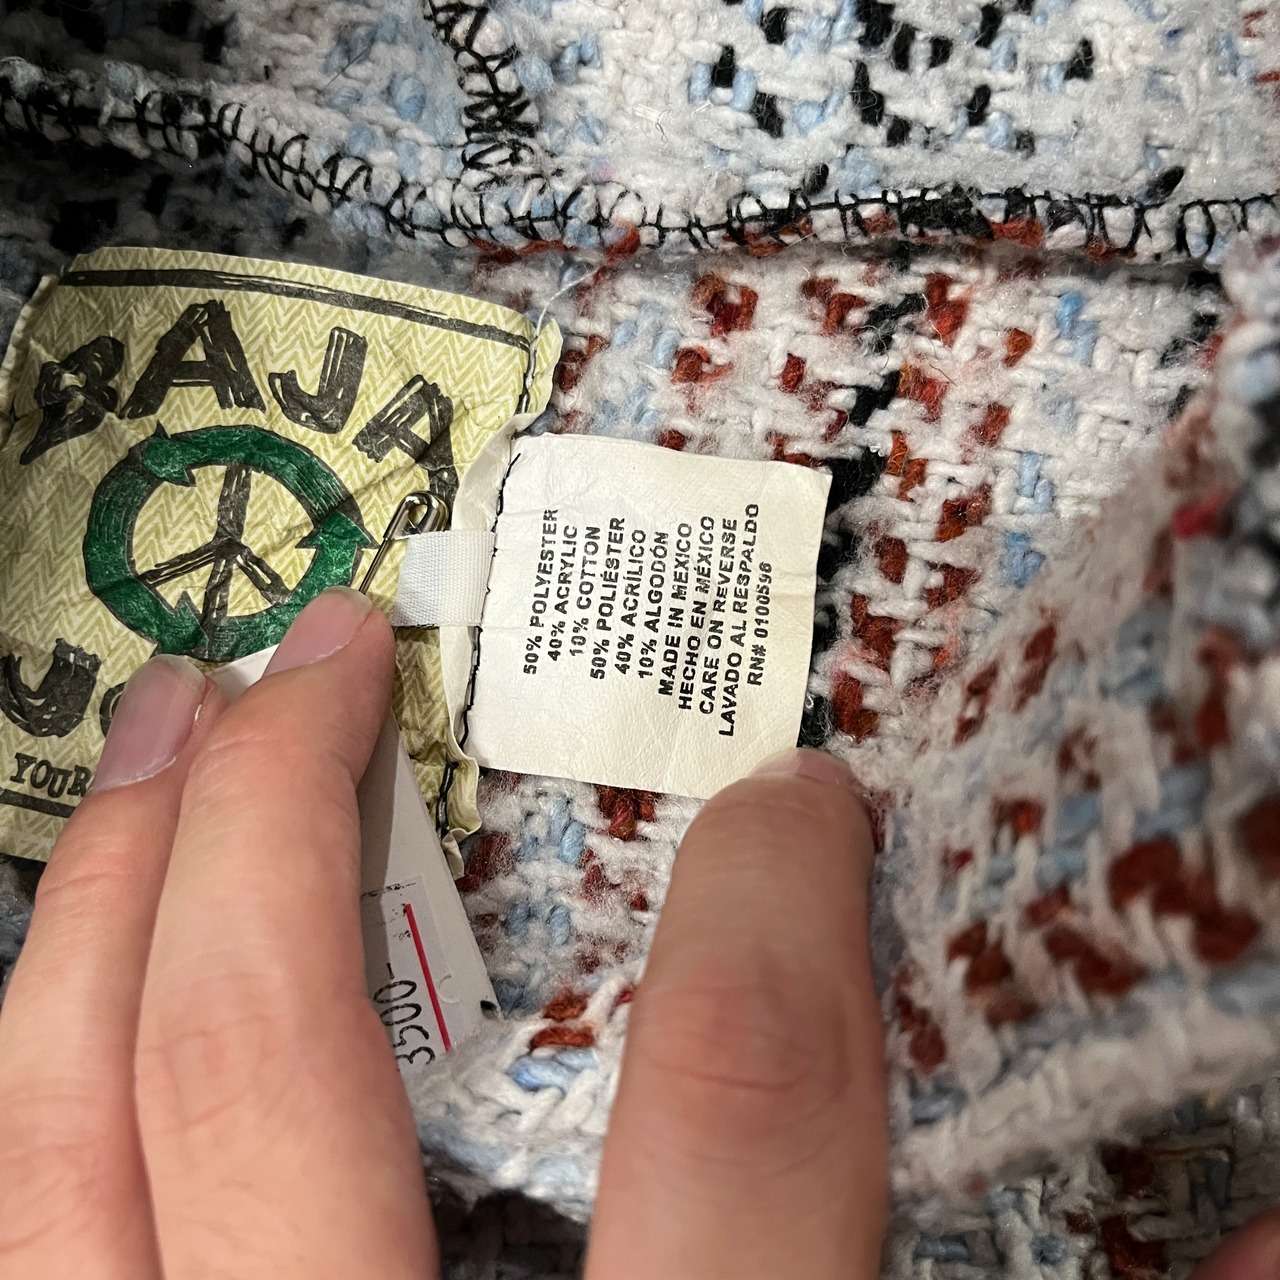 BAJA
YOUR
50% POLYESTER
40% ACRYLIC
10% COTTON
50% POLIÉSTER
40% ACRÍLICO
10% ALGODÓN
MADE IN MEXICO
HECHO EN MÉXICO
CARE ON REVERSE
LAVADO AL RESPALDO
RN# 0100598
3500-